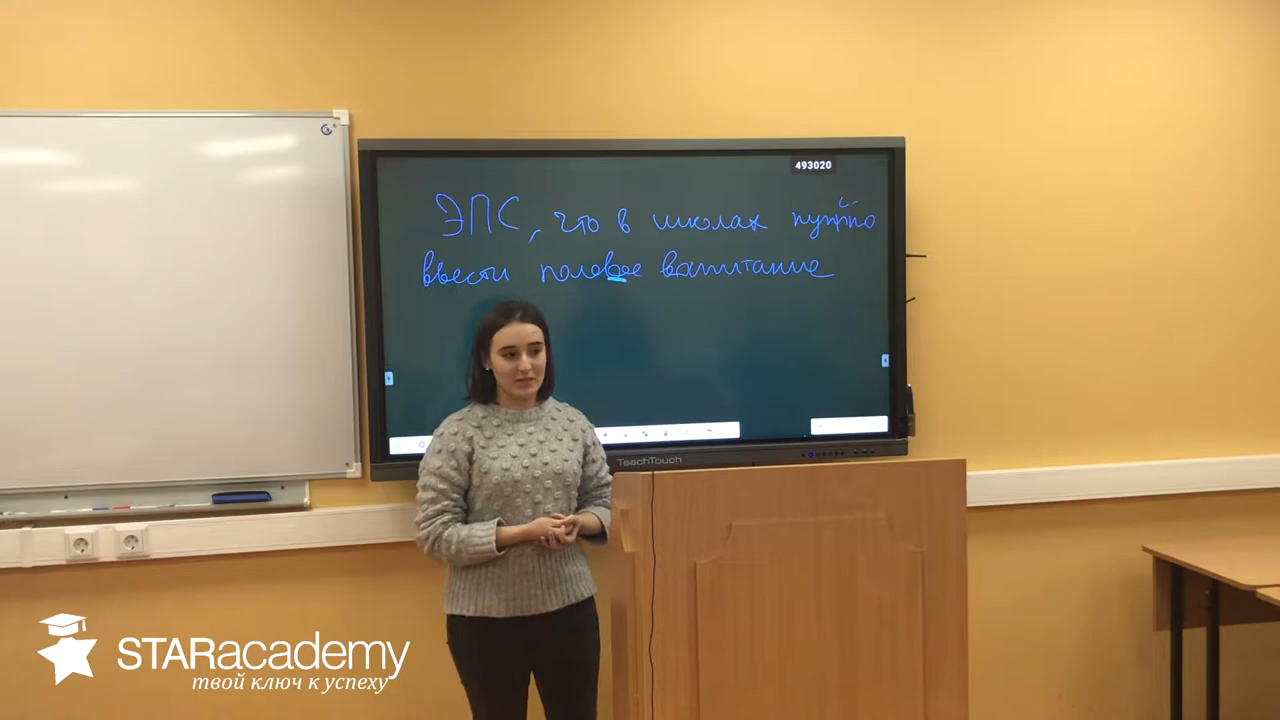 493020
ЭПС, что в школах нужно
ввести половое воспитание
TeachTouch
STARacademy
твой ключ к успеху